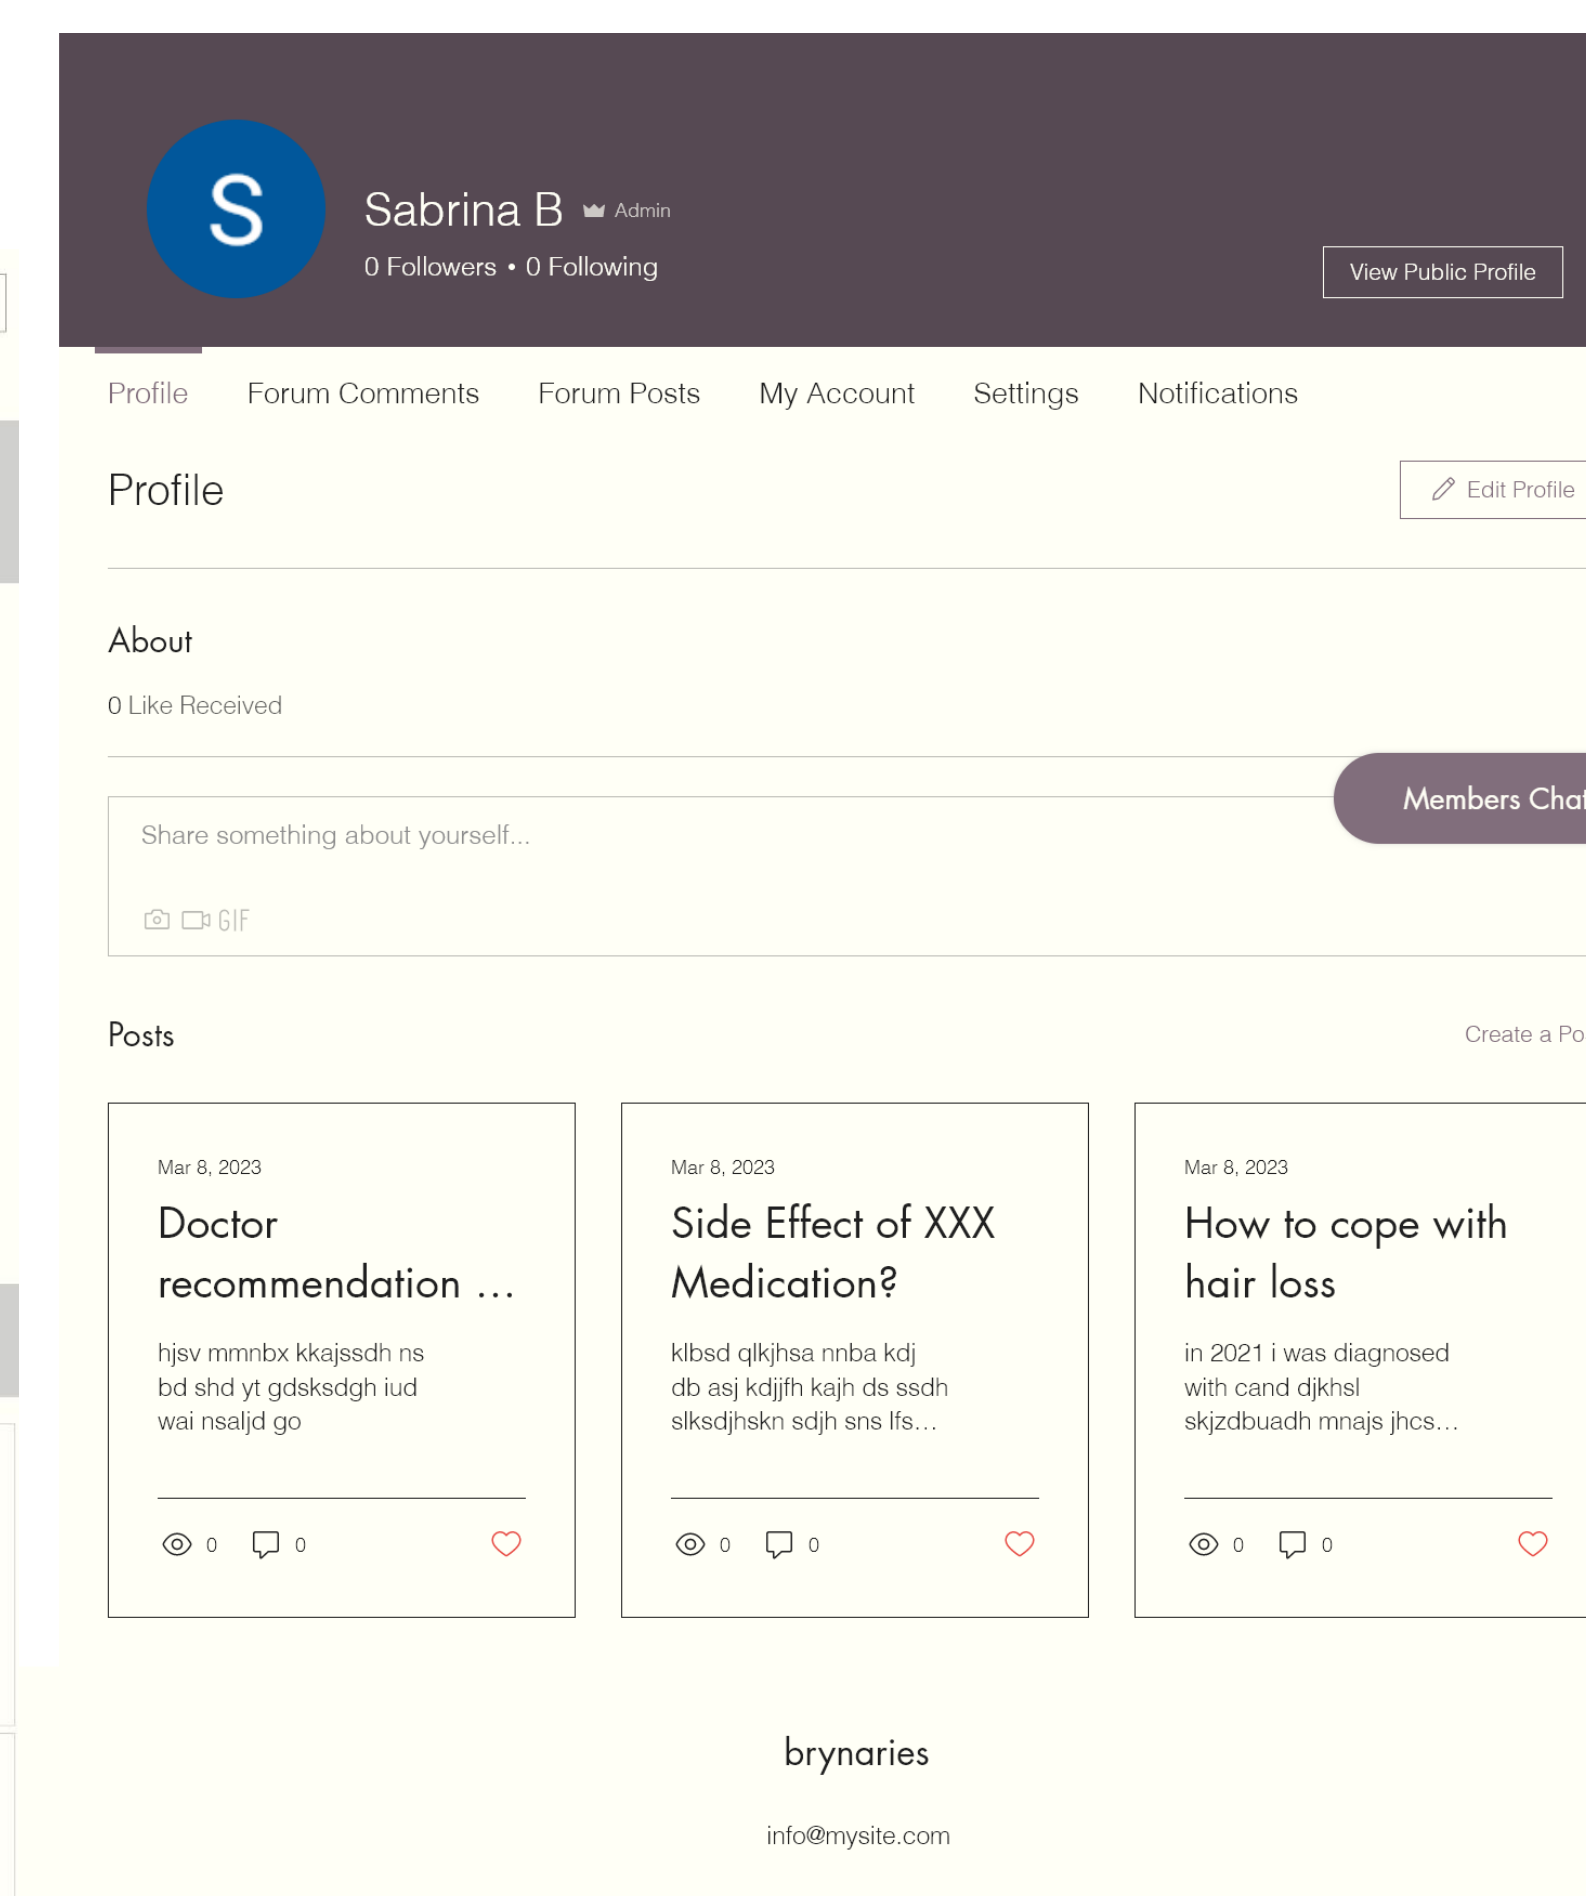 S
Sabrina B Admin
0 Followers • 0 Following
View Public Profile
Profile Forum Comments Forum Posts My Account Settings Notifications
Profile
Edit Profile
About
0 Like Received
Members Chat
Share something about yourself...
GIF
Posts
Create a Po
Mar 8, 2023
Doctor
recommendation ...
hjsv mmnbx kkajssdh ns
bd shd yt gdsksdgh iud
wai nsaljd go
0 0
Mar 8, 2023
Side Effect of XXX
Medication?
klbsd qlkjhsa nnba kdj
db asj kdjjfh kajh ds ssdh
slksdjhskn sdjh sns lfs...
0 0
Mar 8, 2023
How to cope with
hair loss
in 2021 i was diagnosed
with cand djkhsl
skjzdbuadh mnajs jhcs...
0 0
brynaries
info@mysite.com